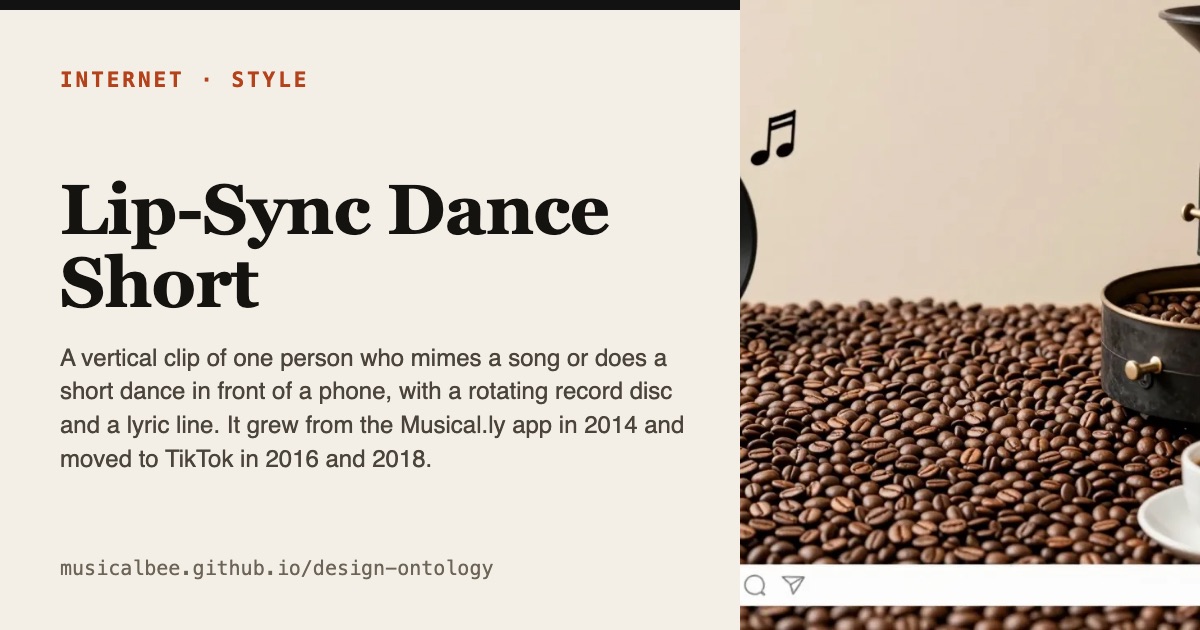 INTERNET · STYLE
Lip-Sync Dance
Short
A vertical clip of one person who mimes a song or does a
short dance in front of a phone, with a rotating record disc
and a lyric line. It grew from the Musical.ly app in 2014 and
moved to TikTok in 2016 and 2018.
musicalbee.github.io/design-ontology